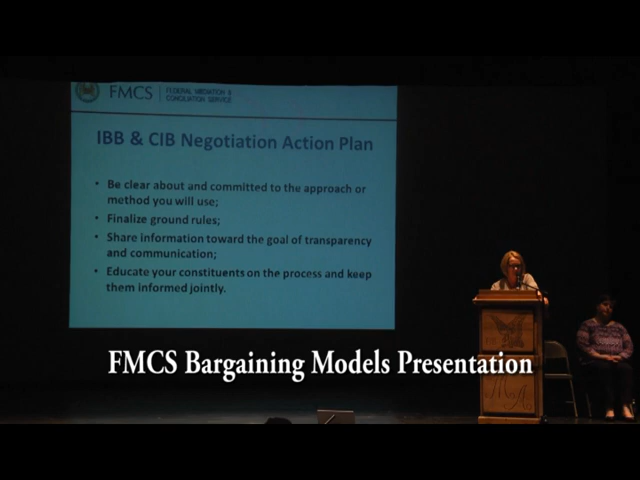 FMCS
FEDERAL MEDIATION &
CONCILIATION SERVICE
IBB & CIB Negotiation Action Plan
• Be clear about and committed to the approach or
method you will use;
• Finalize ground rules;
• Share information toward the goal of transparency
and communication;
• Educate your constituents on the process and keep
them informed jointly.
FMCS Bargaining Models Presentation
M A